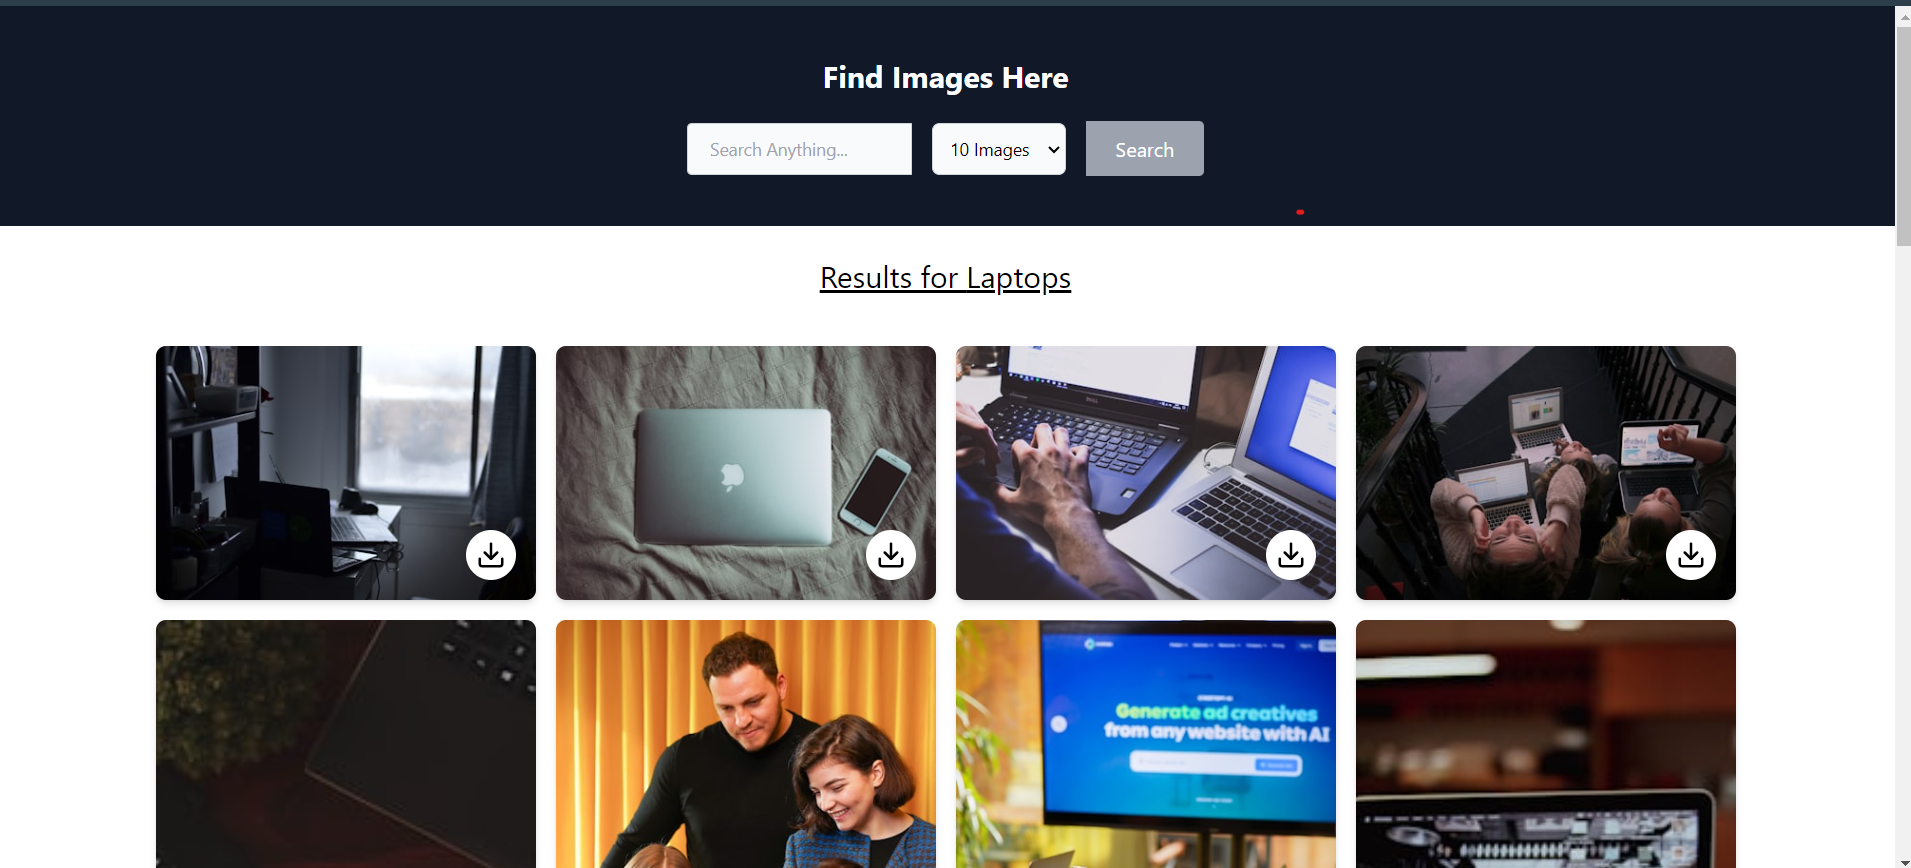 Find Images Here
Search Anything...
10 Images
Search
Results for Laptops
DELL
Generate ad creatives
from any website with AI